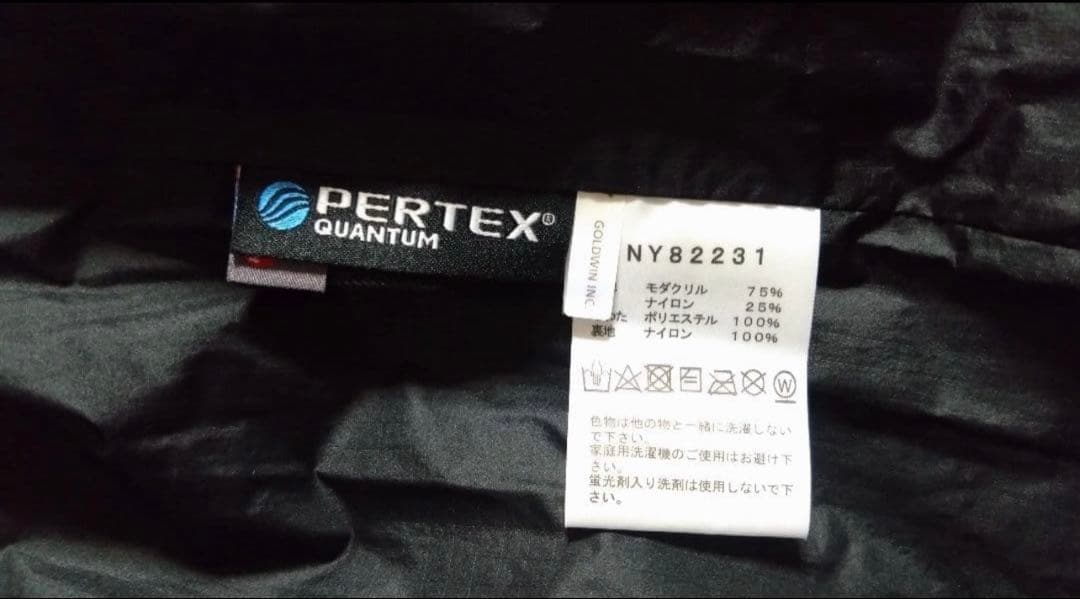 PERTEX®
QUANTUM
GOLDWIN INC.
NY82231
モダクリル 75%
ナイロン 25%
わた ポリエステル 100%
裏地 ナイロン 100%
W
色物は他の物と一緒に洗濯しない
で下さい。
家庭用洗濯機のご使用はお避け下
さい。
蛍光剤入り洗剤は使用しないで下
さい。